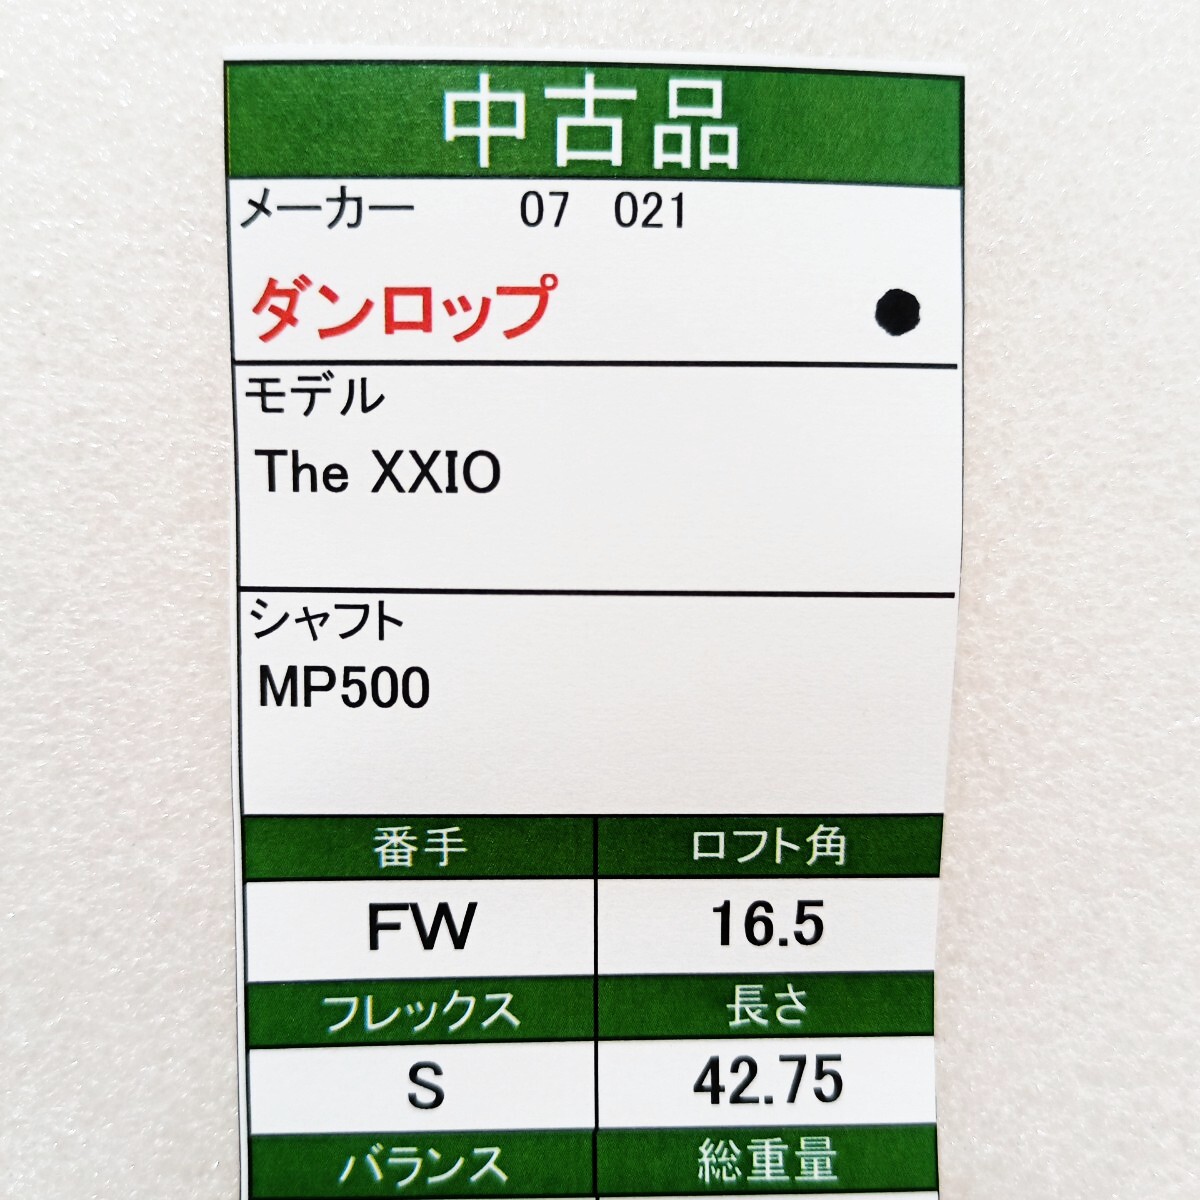 中古品
メーカー 07 021
ダンロップ
モデル
The XXIO
シャフト
MP500
番手 ロフト角
FW 16.5
フレックス 長さ
S 42.75
バランス 総重量